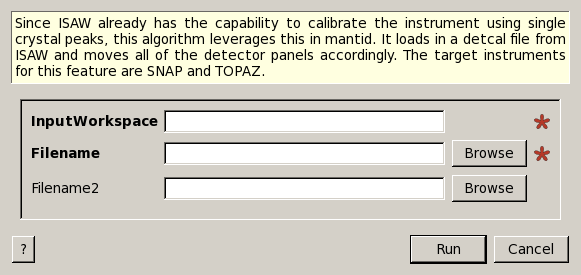 Since ISAW already has the capability to calibrate the instrument using single
crystal peaks, this algorithm leverages this in mantid. It loads in a detcal file from
ISAW and moves all of the detector panels accordingly. The target instruments
for this feature are SNAP and TOPAZ.
InputWorkspace
Filename
Browse
Filename2
Browse
?
Run
Cancel